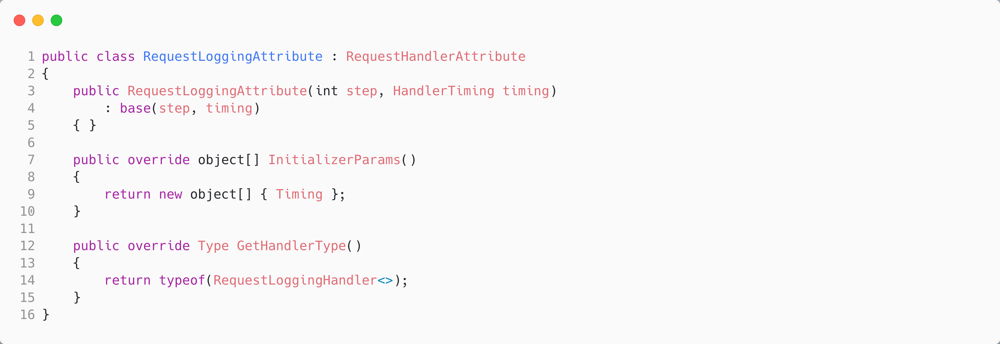 1 public class RequestLoggingAttribute : RequestHandlerAttribute
2 {
3     public RequestLoggingAttribute(int step, HandlerTiming timing)
4         : base(step, timing)
5     { }
6
7     public override object[] InitializerParams()
8     {
9         return new object[] { Timing };
10     }
11
12     public override Type GetHandlerType()
13     {
14         return typeof(RequestLoggingHandler<>);
15     }
16 }